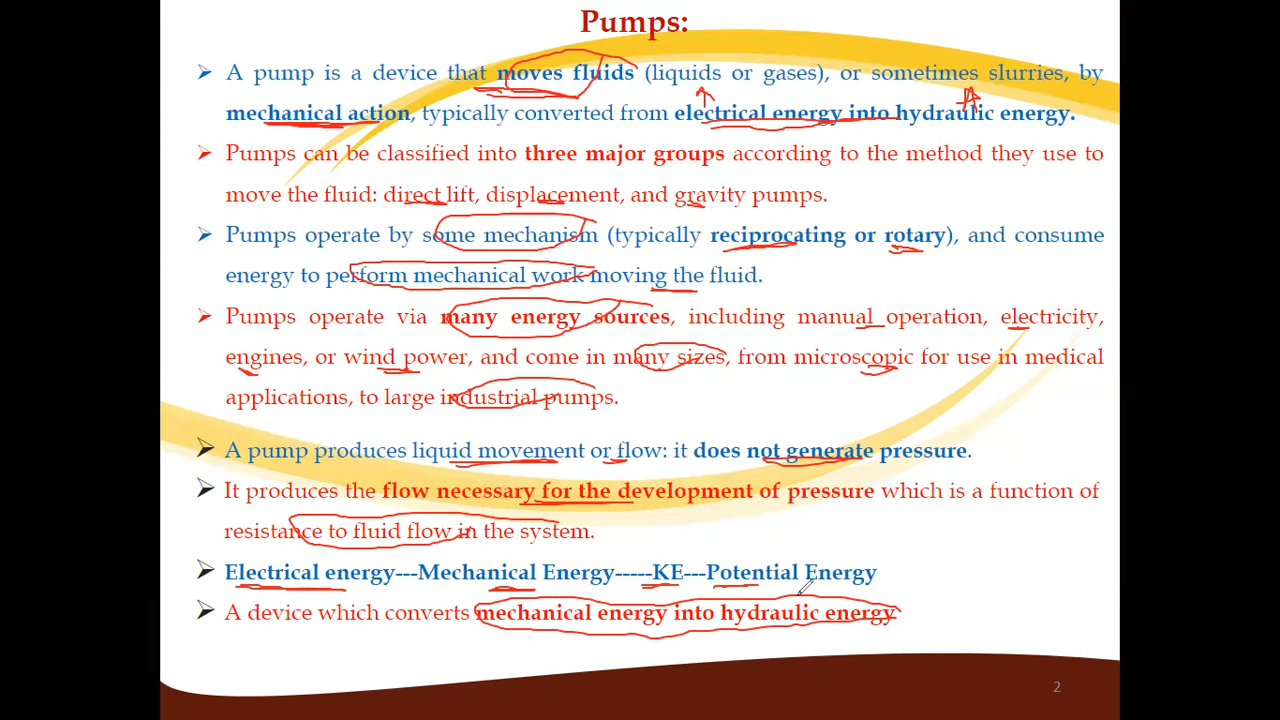 Pumps:
➢ A pump is a device that moves fluids (liquids or gases), or sometimes slurries, by
mechanical action, typically converted from electrical energy into hydraulic energy.
➢ Pumps can be classified into three major groups according to the method they use to
move the fluid: direct lift, displacement, and gravity pumps.
➢ Pumps operate by some mechanism (typically reciprocating or rotary), and consume
energy to perform mechanical work moving the fluid.
➢ Pumps operate via many energy sources, including manual operation, electricity,
engines, or wind power, and come in many sizes, from microscopic for use in medical
applications, to large industrial pumps.
➢ A pump produces liquid movement or flow: it does not generate pressure.
➢ It produces the flow necessary for the development of pressure which is a function of
resistance to fluid flow in the system.
➢ Electrical energy---Mechanical Energy-----KE---Potential Energy
➢ A device which converts mechanical energy into hydraulic energy
2